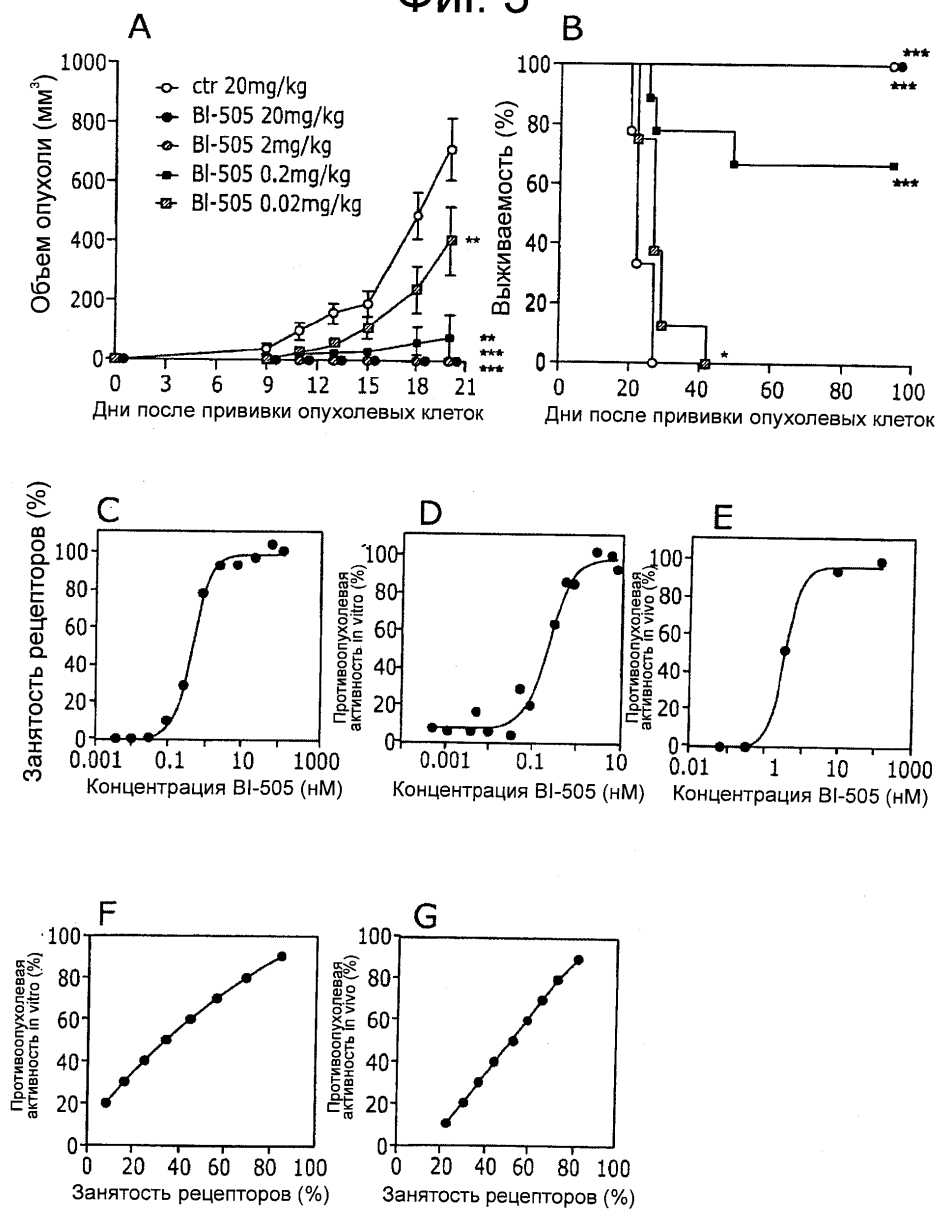 Фиг. 5
A
B
1000
800
600
400
200
0
Объем опухоли (мм³)
ctr 20mg/kg
BI-505 20mg/kg
BI-505 2mg/kg
BI-505 0.2mg/kg
BI-505 0.02mg/kg
**
**
***
***
0 3 6 9 12 15 18 21
Дни после прививки опухолевых клеток
100
80
60
40
20
0
Выживаемость (%)
***
***
***
*
0 20 40 60 80 100
Дни после прививки опухолевых клеток
C
Занятость рецепторов (%)
100
80
60
40
20
0
0.001 0.1 10 1000
Концентрация BI-505 (нМ)
D
Противоопухолевая
активность in vitro (%)
100
80
60
40
20
0
0.001 0.1 10
Концентрация BI-505 (нМ)
E
Противоопухолевая
активность in vivo (%)
100
80
60
40
20
0
0.01 1 10 1000
Концентрация BI-505 (нМ)
F
Противоопухолевая
активность in vitro (%)
100
80
60
40
20
0
0 20 40 60 80 100
Занятость рецепторов (%)
G
Противоопухолевая
активность in vivo (%)
100
80
60
40
20
0
0 20 40 60 80 100
Занятость рецепторов (%)